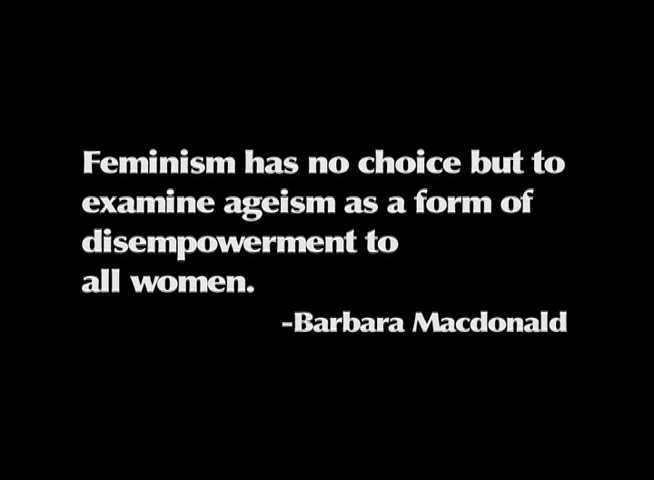 Feminism has no choice but to
examine ageism as a form of
disempowerment to
all women.
-Barbara Macdonald